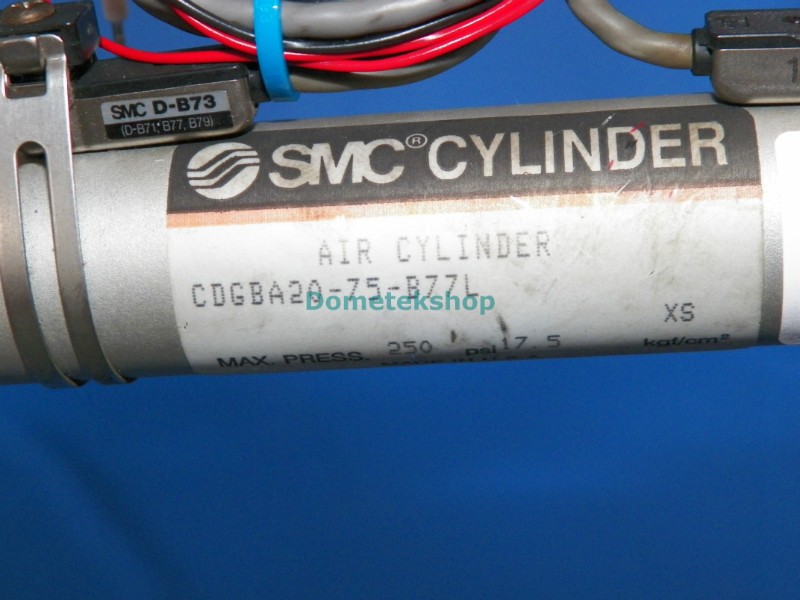 SMC D-B73
(D-B71, B77, B79)
SMC® CYLINDER
AIR CYLINDER
CDGBA20-75-B77L
Dometekshop
XS
MAX. PRESS. 250 psi 17.5 kgf/cm²